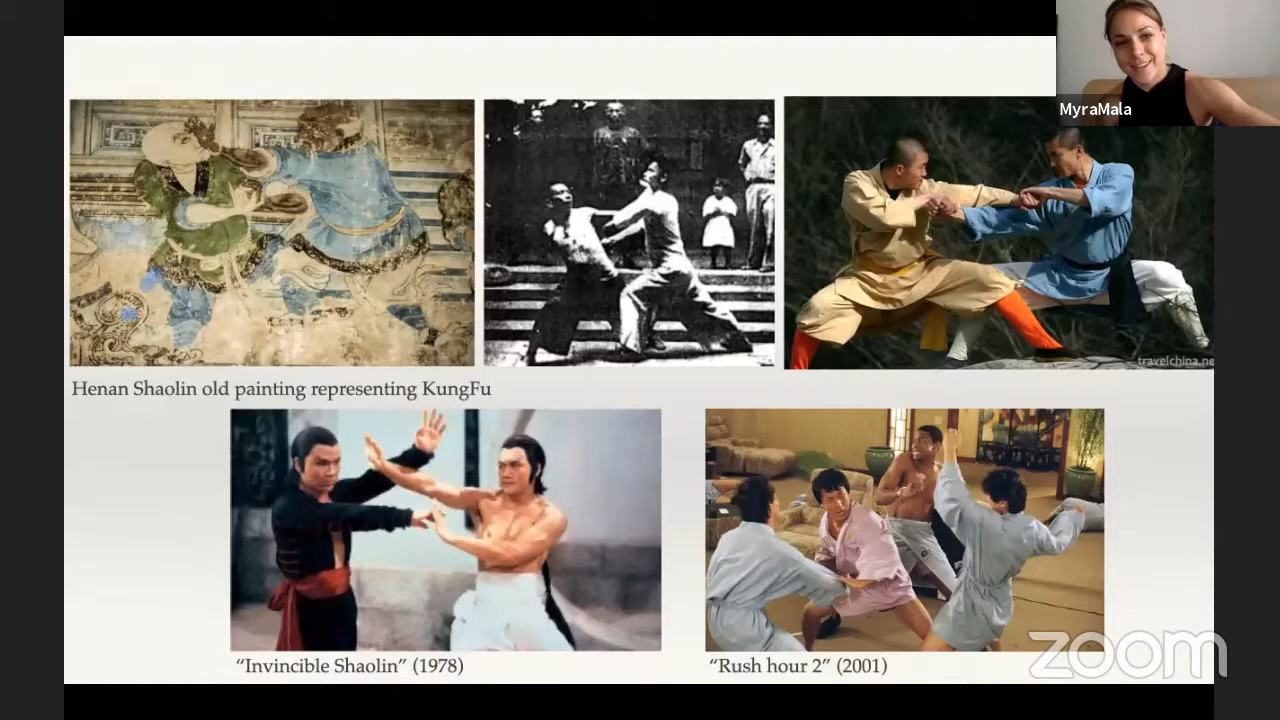 MyraMala
travelchina.ne
Henan Shaolin old painting representing KungFu
“Invincible Shaolin” (1978)
“Rush hour 2” (2001)
zoom